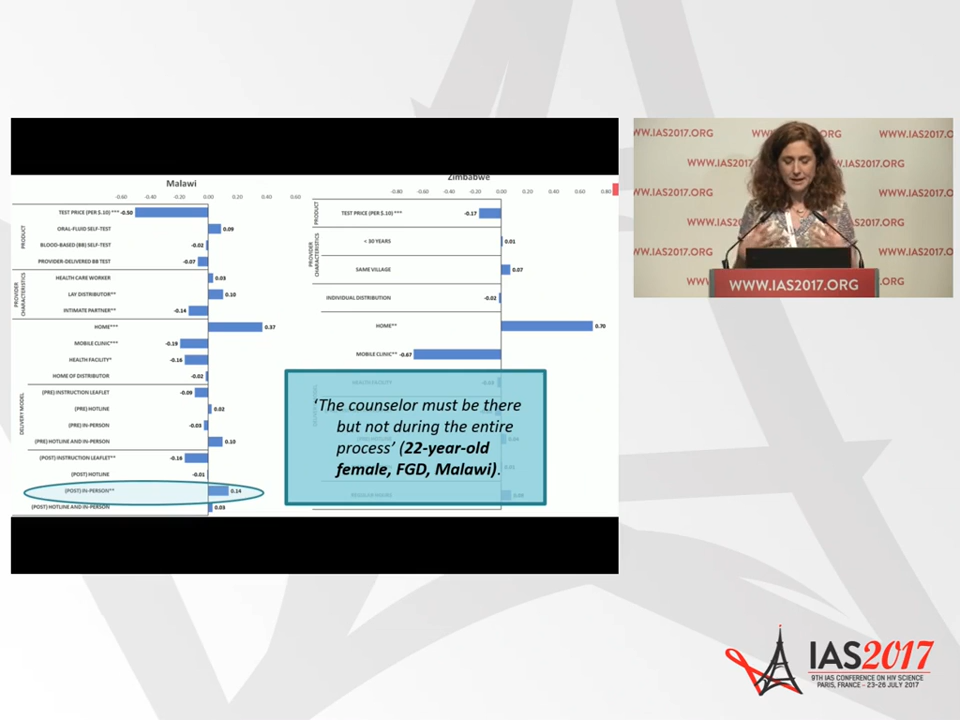 Malawi
-0.60 -0.40 -0.20 0.00 0.20 0.40 0.60
PRODUCT
TEST PRICE (PER $.10) *** -0.50
ORAL-FLUID SELF-TEST 0.09
BLOOD-BASED (BB) SELF-TEST -0.02
PROVIDER-DELIVERED BB TEST -0.07
PROVIDER CHARACTERISTICS
HEALTH CARE WORKER 0.03
LAY DISTRIBUTOR** 0.10
INTIMATE PARTNER** -0.14
DELIVERY MODEL
HOME*** 0.37
MOBILE CLINIC*** -0.19
HEALTH FACILITY* -0.16
HOME OF DISTRIBUTOR -0.02
(PRE) INSTRUCTION LEAFLET -0.09
(PRE) HOTLINE 0.02
(PRE) IN-PERSON -0.03
(PRE) HOTLINE AND IN-PERSON 0.10
(POST) INSTRUCTION LEAFLET** -0.16
(POST) HOTLINE -0.01
(POST) IN-PERSON** 0.14
(POST) HOTLINE AND IN-PERSON 0.03
Zimbabwe
-0.80 -0.60 -0.40 -0.20 0.00 0.20 0.40 0.60 0.80
PRODUCT
TEST PRICE (PER $.10) *** -0.17
PROVIDER CHARACTERISTICS
< 30 YEARS 0.01
SAME VILLAGE 0.07
INDIVIDUAL DISTRIBUTION -0.02
HOME** 0.70
MOBILE CLINIC** -0.67
HEALTH FACILITY
DELIVERY MODEL
'The counselor must be there
but not during the entire
process' (22-year-old
female, FGD, Malawi).
WW.IAS2017.ORG WWW.IAS2017.ORG WWW.IAS2017.O
WWW.IAS2017.ORG
WWW.IAS2017.ORG
IAS2017
9TH IAS CONFERENCE ON HIV SCIENCE
PARIS, FRANCE – 23–26 JULY 2017